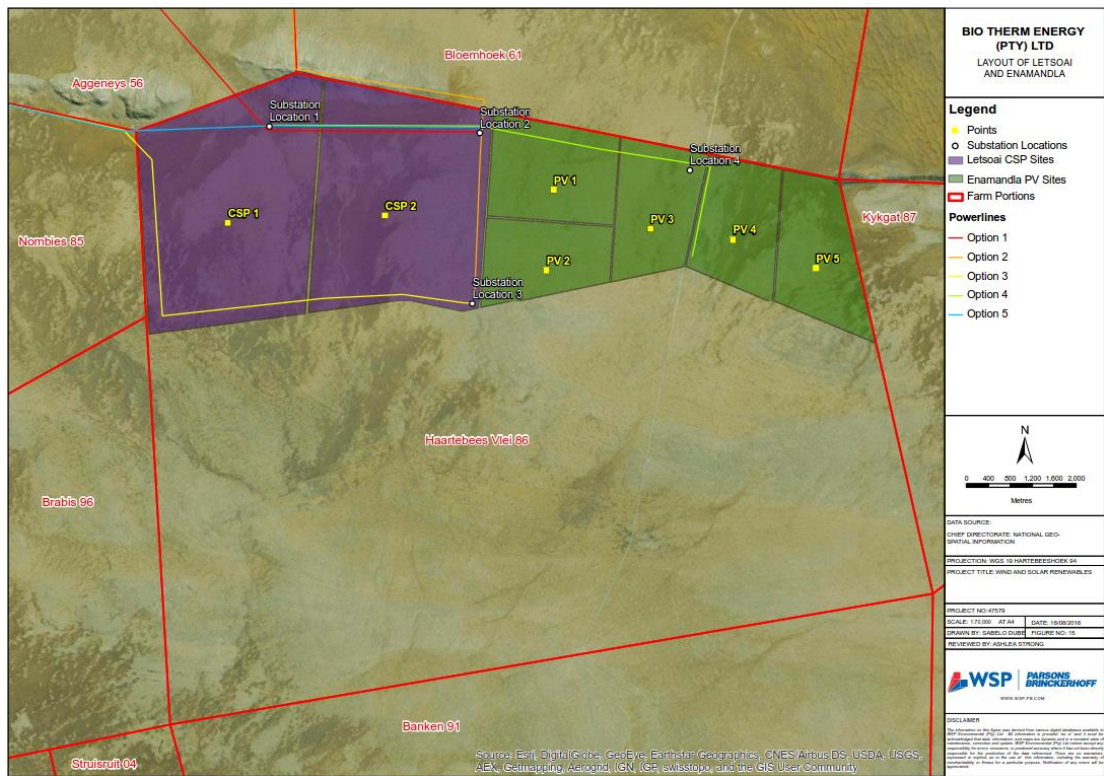 Bloemhoek 61
Aggeneys 56
Substation
Location 1
Substation
Location 2
Substation
Location 4
PV 1
CSP 1
CSP 2
PV 3
PV 4
Kykgat 87
Nombies 85
PV 2
PV 5
Substation
Location 3
Haartebees Vlei 86
Brabis 96
Banken 91
Struisruit 04
Source: Esri, DigitalGlobe, GeoEye, Earthstar Geographics, CNES/Airbus DS, USDA, USGS,
AEX, Getmapping, Aerogrid, IGN, IGP, swisstopo, and the GIS User Community
BIO THERM ENERGY
(PTY) LTD
LAYOUT OF LETSOAI
AND ENAMANDLA
Legend
Points
Substation Locations
Letsoai CSP Sites
Enamandla PV Sites
Farm Portions
Powerlines
Option 1
Option 2
Option 3
Option 4
Option 5
N
0 400 800 1,200 1,600 2,000
Metres
DATA SOURCE:
CHIEF DIRECTORATE: NATIONAL GEO-
SPATIAL INFORMATION
PROJECTION: WGS 19 HARTEBEESHOEK 94
PROJECT TITLE: WIND AND SOLAR RENEWABLES
PROJECT NO: 47579
SCALE: 1:70,000 AT A4 DATE: 18/08/2016
DRAWN BY: SABELO DUBE FIGURE NO: 15
REVIEWED BY: ASHLEA STRONG
WSP PARSONS
BRINCKERHOFF
WWW.WSP-PB.COM
DISCLAIMER